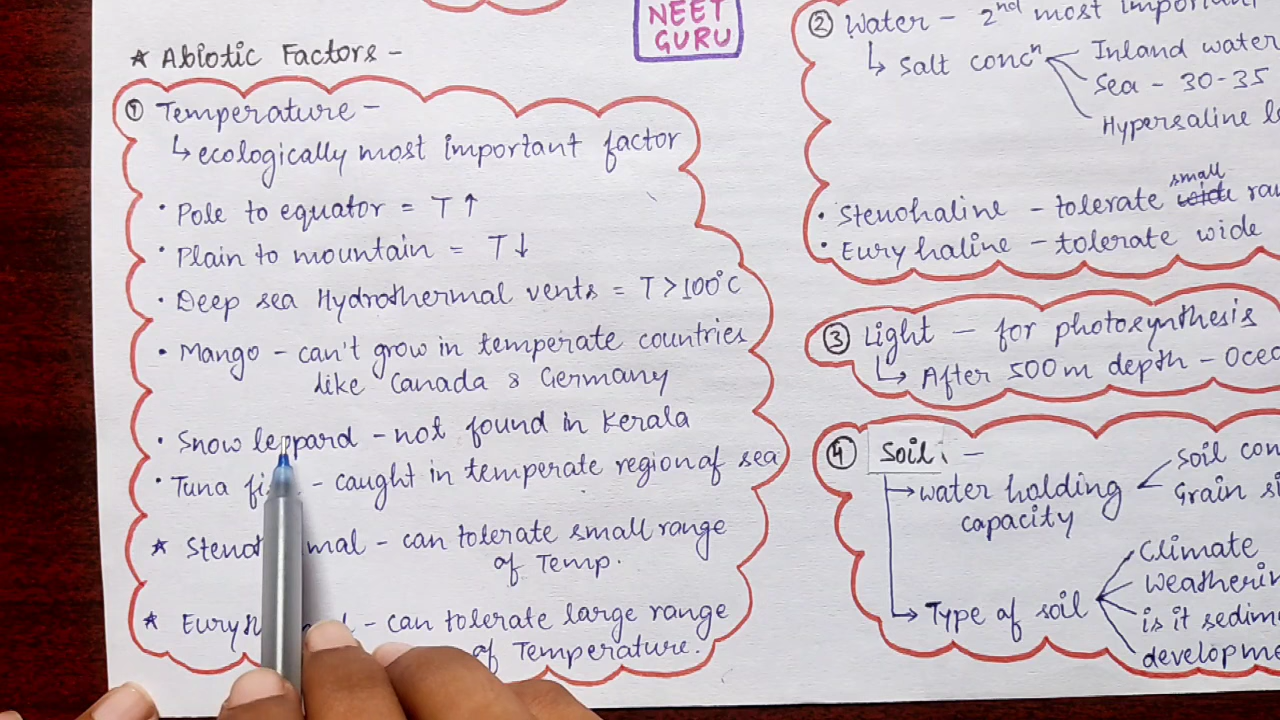 NEET
GURU
★ Abiotic Factors -
① Temperature -
↳ ecologically most important factor
• Pole to equator = T ↑
• Plain to mountain = T ↓
• Deep sea Hydrothermal vents = T > 100°C
• Mango - can't grow in temperate countries
like Canada & Germany
• Snow leppard - not found in Kerala
• Tuna - caught in temperate region of sea
★ - can tolerate small range
of Temp.
★ - can tolerate large range
of Temperature.
② Water - 2nd most important
↳ Salt concn Inland water
Sea - 30-35
Hypersaline
• Stenohaline - tolerate small
• Euryhaline - tolerate wide
③ Light - for photosynthesis
↳ After 500m depth -
④ Soil: -
→ water holding capacity
Soil
Grain
→ Type of soil
Climate
is it